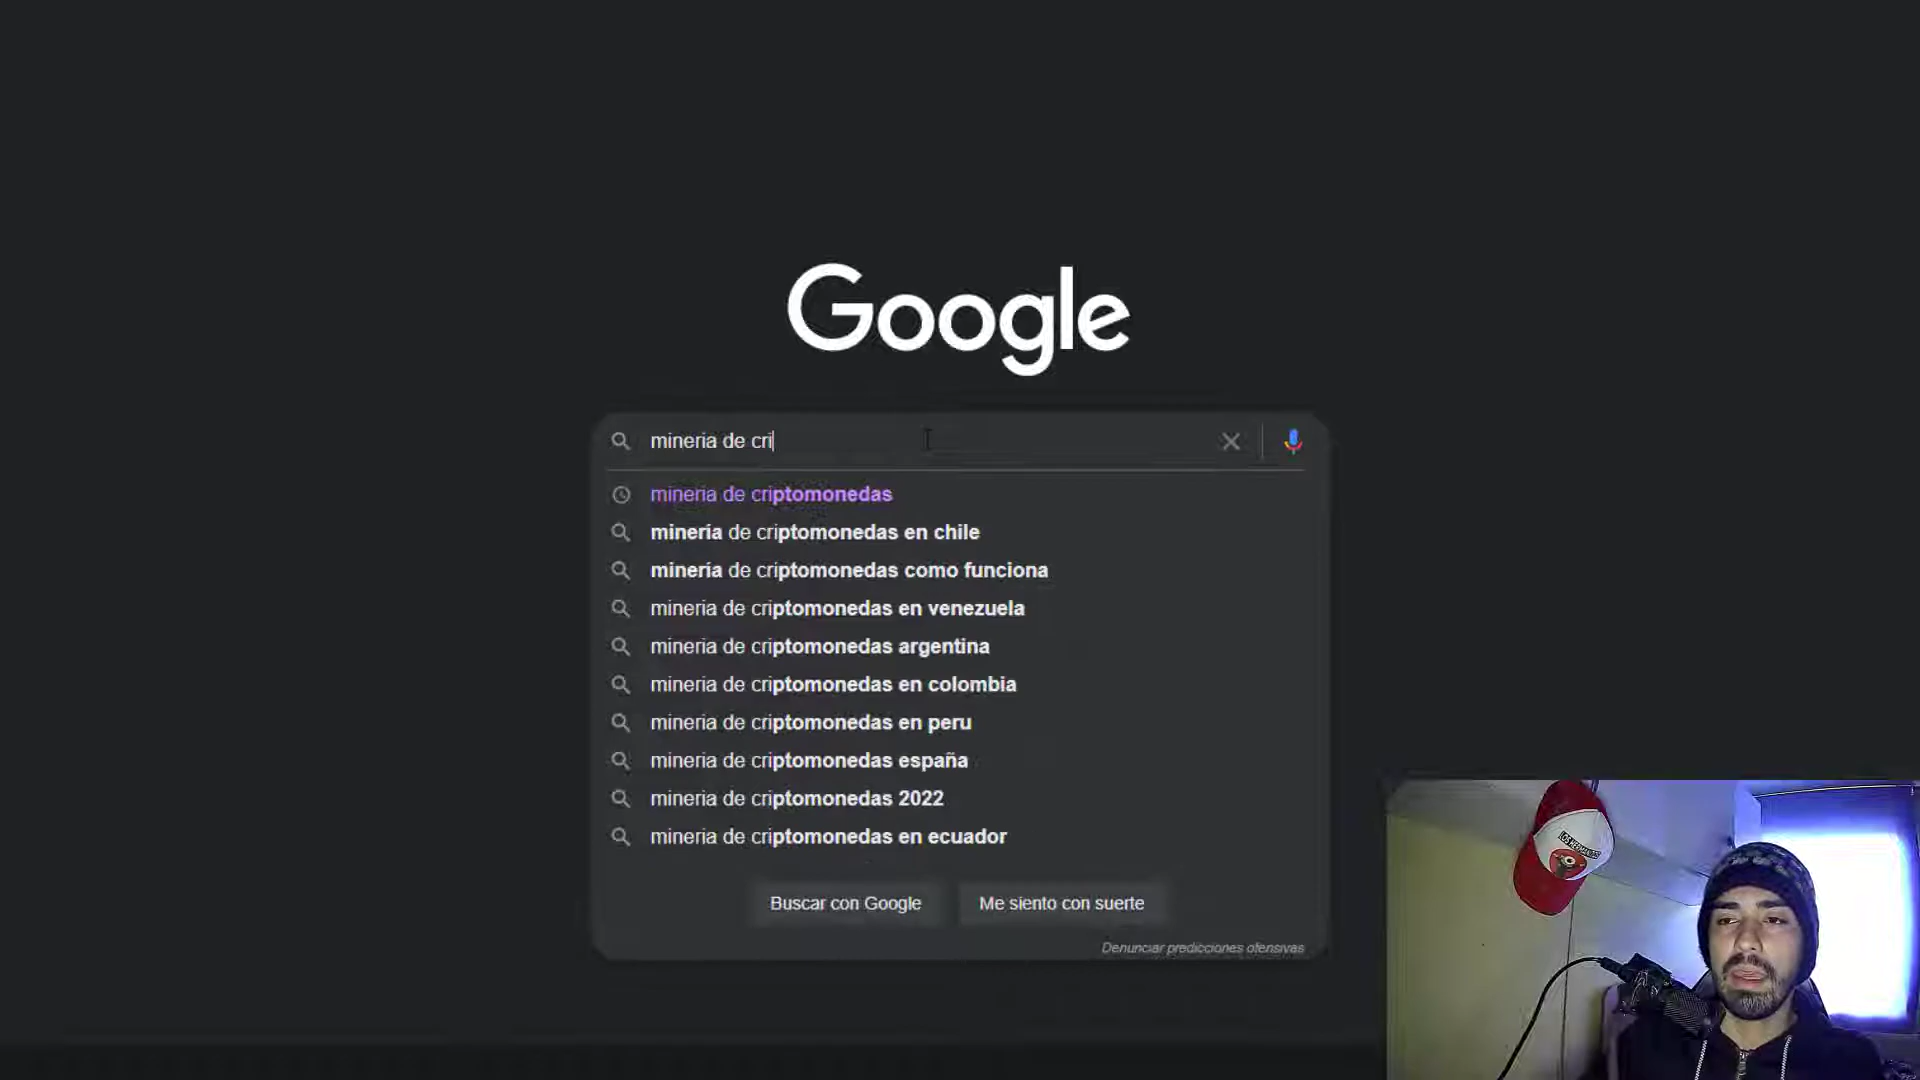 Google
mineria de cri
mineria de criptomonedas
minería de criptomonedas en chile
minería de criptomonedas como funciona
mineria de criptomonedas en venezuela
mineria de criptomonedas argentina
mineria de criptomonedas en colombia
mineria de criptomonedas en peru
mineria de criptomonedas españa
mineria de criptomonedas 2022
mineria de criptomonedas en ecuador
Buscar con Google
Me siento con suerte
Denunciar predicciones ofensivas